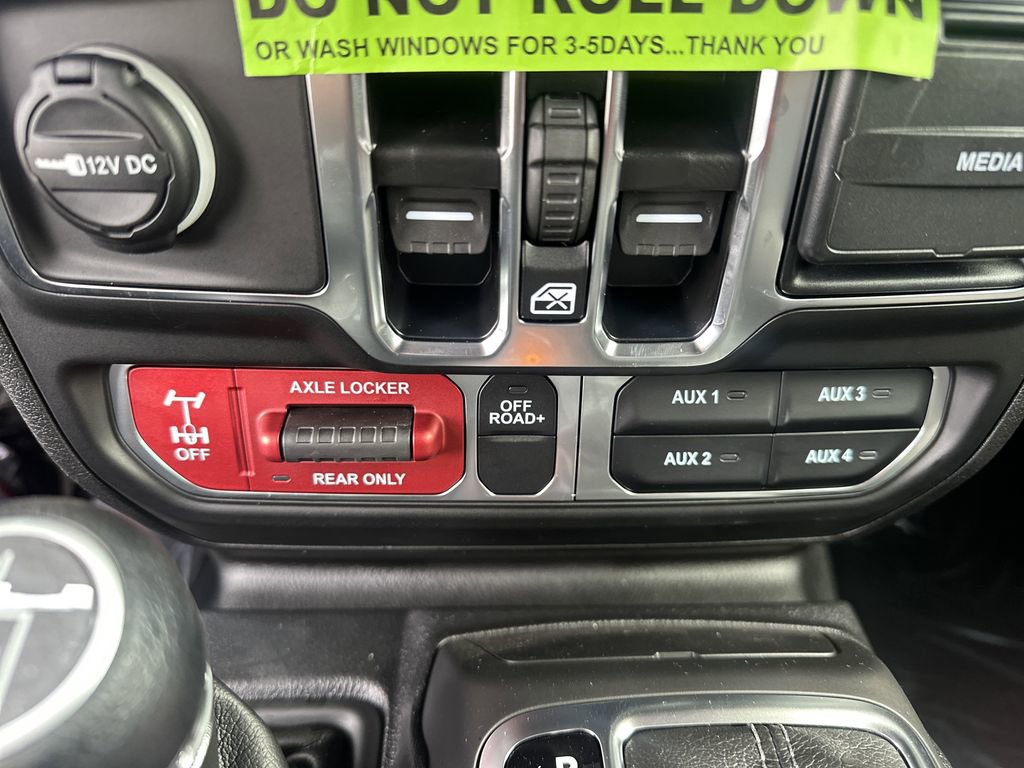 DO NOT ROLL DOWN
OR WASH WINDOWS FOR 3-5DAYS...THANK YOU
12V DC
MEDIA
AXLE LOCKER
OFF
REAR ONLY
OFF
ROAD+
AUX 1
AUX 3
AUX 2
AUX 4
P